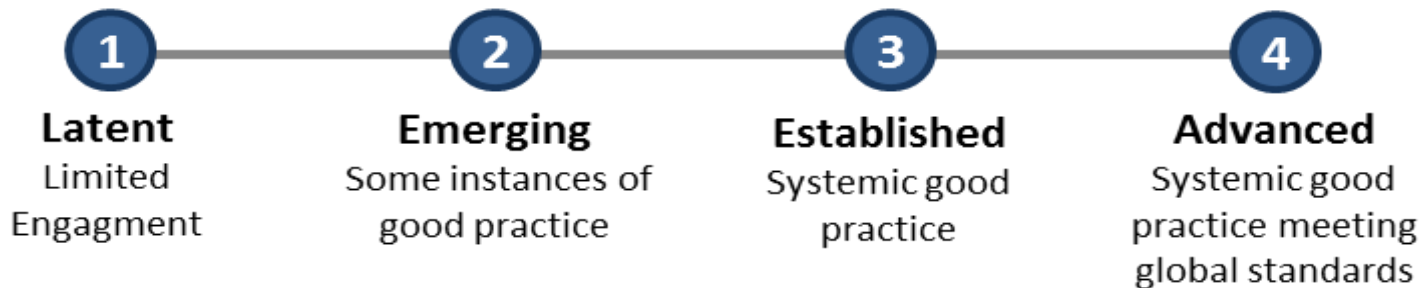 1
Latent
Limited
Engagment
2
Emerging
Some instances of
good practice
3
Established
Systemic good
practice
4
Advanced
Systemic good
practice meeting
global standards